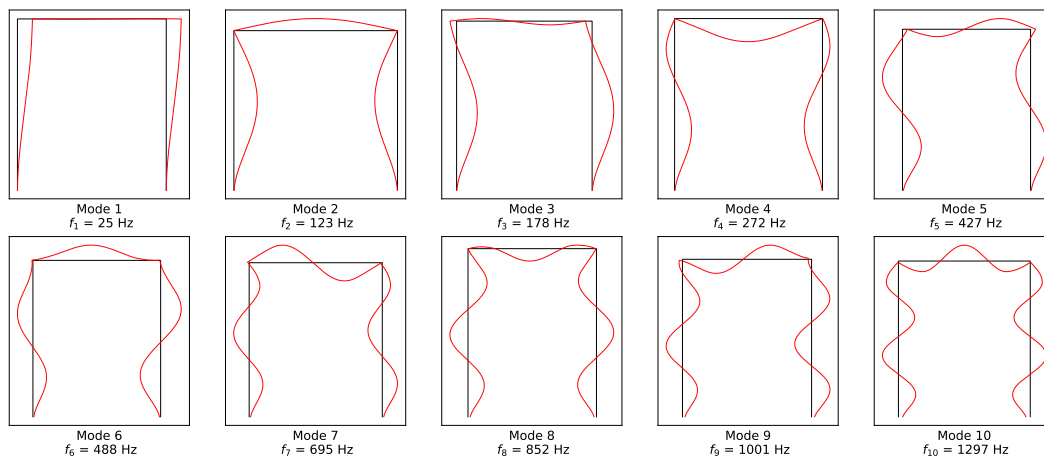 Mode 1
f₁ = 25 Hz
Mode 2
f₂ = 123 Hz
Mode 3
f₃ = 178 Hz
Mode 4
f₄ = 272 Hz
Mode 5
f₅ = 427 Hz
Mode 6
f₆ = 488 Hz
Mode 7
f₇ = 695 Hz
Mode 8
f₈ = 852 Hz
Mode 9
f₉ = 1001 Hz
Mode 10
f₁₀ = 1297 Hz